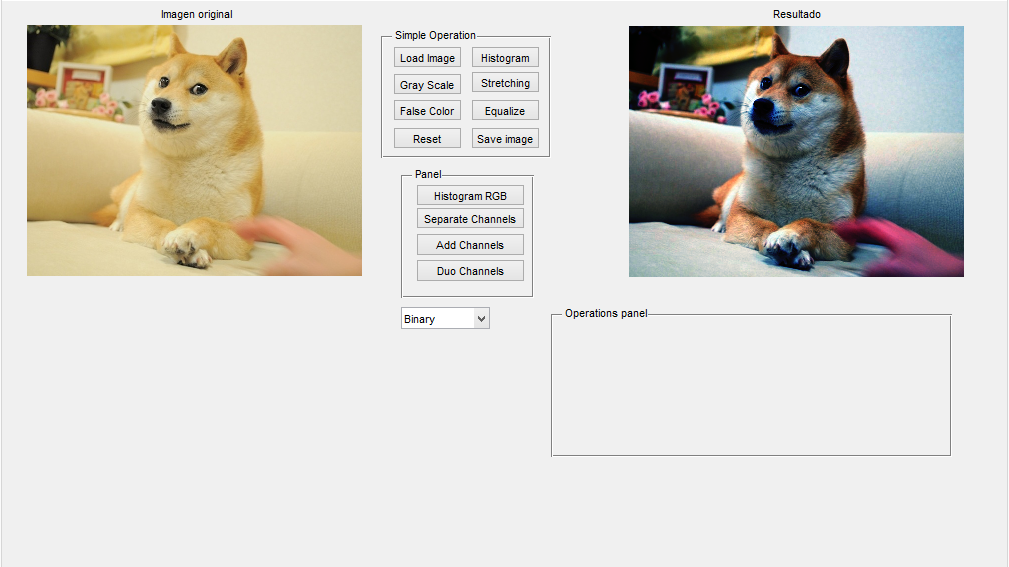 Imagen original
Resultado
Simple Operation
Load Image
Histogram
Gray Scale
Stretching
False Color
Equalize
Reset
Save image
Panel
Histogram RGB
Separate Channels
Add Channels
Duo Channels
Binary
Operations panel